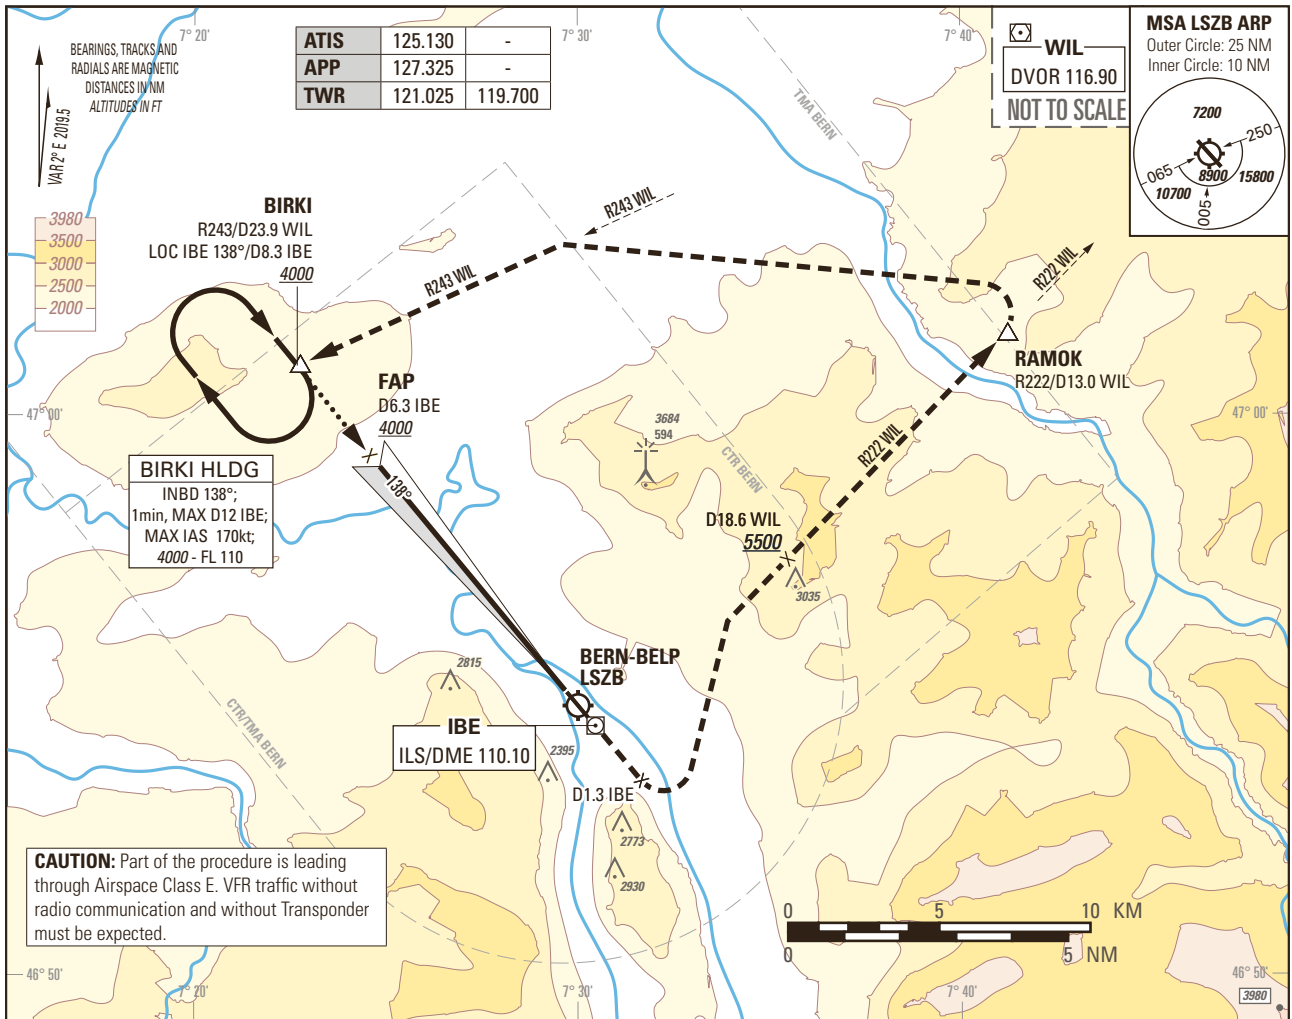 7° 20'
7° 30'
7° 40'
BEARINGS, TRACKS AND
RADIALS ARE MAGNETIC
DISTANCES IN NM
ALTITUDES IN FT
VAR 2° E 2019.5
ATIS 125.130 -
APP 127.325 -
TWR 121.025 119.700
WIL
DVOR 116.90
NOT TO SCALE
MSA LSZB ARP
Outer Circle: 25 NM
Inner Circle: 10 NM
7200
250
065
8900
15800
10700
005
TMA BERN
3980
3500
3000
2500
2000
BIRKI
R243/D23.9 WIL
LOC IBE 138°/D8.3 IBE
4000
R243 WIL
R243 WIL
R222 WIL
RAMOK
R222/D13.0 WIL
FAP
D6.3 IBE
4000
47° 00'
47° 00'
3684
594
CTR BERN
R222 WIL
BIRKI HLDG
INBD 138°;
1min, MAX D12 IBE;
MAX IAS 170kt;
4000 - FL 110
138°
D18.6 WIL
5500
3035
BERN-BELP
LSZB
2815
CTR/TMA BERN
IBE
ILS/DME 110.10
2395
D1.3 IBE
2773
2930
CAUTION: Part of the procedure is leading
through Airspace Class E. VFR traffic without
radio communication and without Transponder
must be expected.
0 5 10 KM
0 5 NM
46° 50'
46° 50'
7° 20'
7° 30'
7° 40'
3980